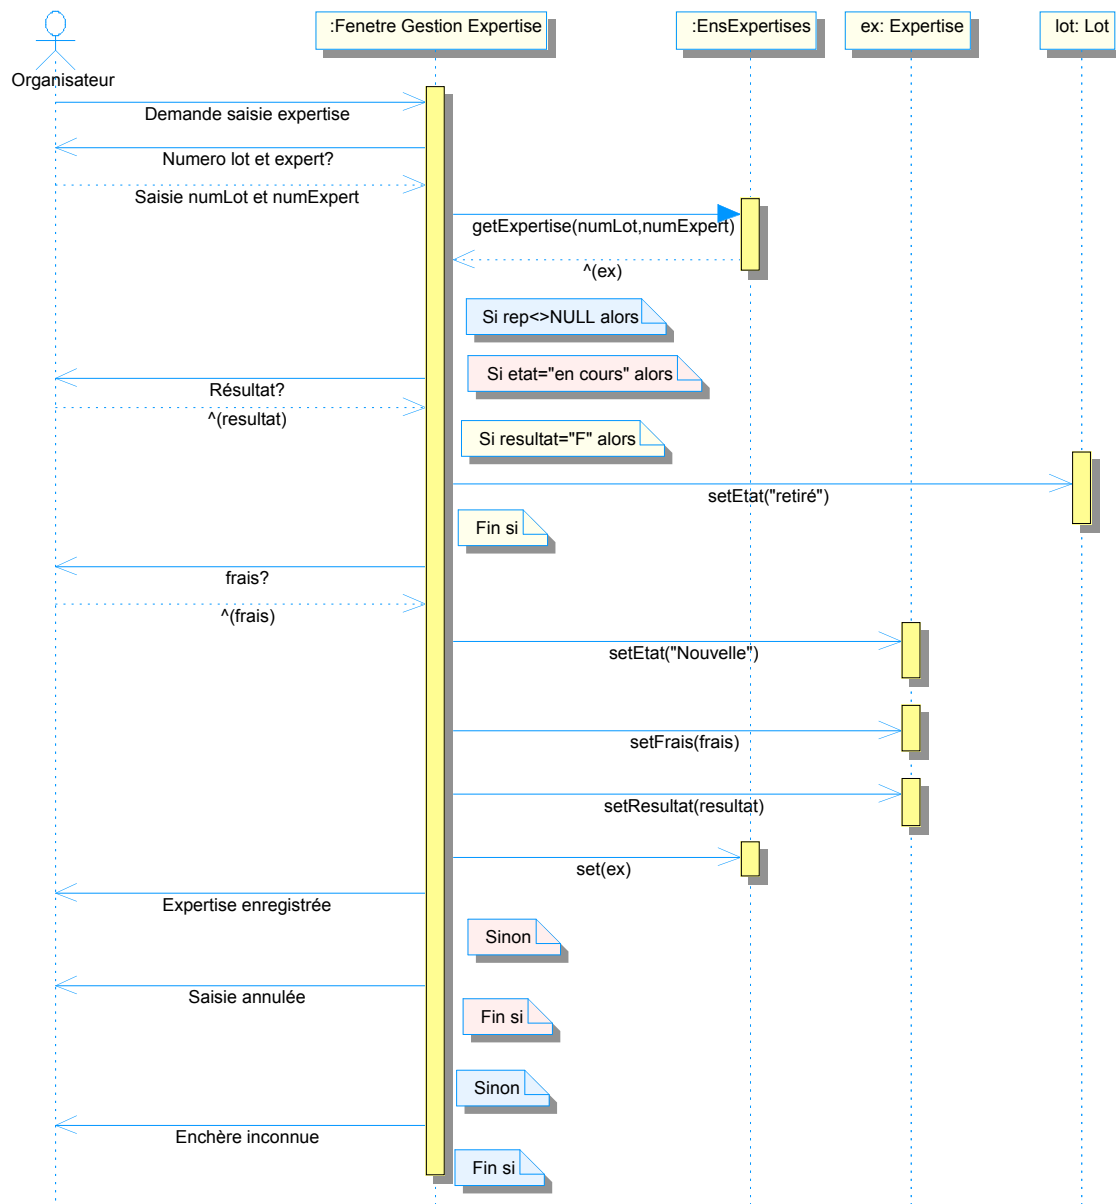 :Fenetre Gestion Expertise
:EnsExpertises
ex: Expertise
lot: Lot
Organisateur
Demande saisie expertise
Numero lot et expert?
Saisie numLot et numExpert
getExpertise(numLot,numExpert)
^(ex)
Si rep<>NULL alors
Si etat="en cours" alors
Résultat?
^(resultat)
Si resultat="F" alors
setEtat("retiré")
Fin si
frais?
^(frais)
setEtat("Nouvelle")
setFrais(frais)
setResultat(resultat)
set(ex)
Expertise enregistrée
Sinon
Saisie annulée
Fin si
Sinon
Enchère inconnue
Fin si